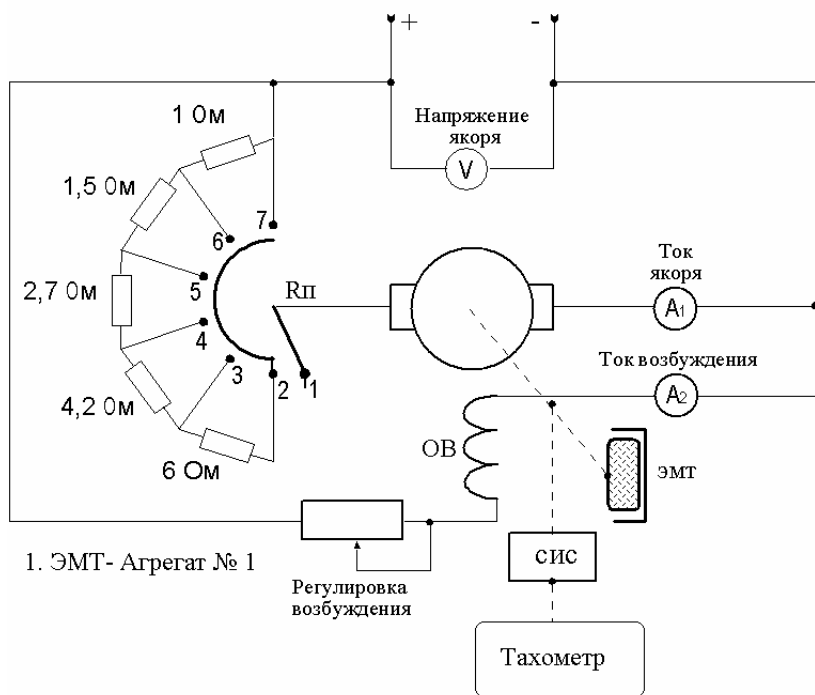 + -
Напряжение
якоря
V
1 Ом
1,5 Ом
2,7 Ом
4,2 Ом
6 Ом
7
6
5
4
3
2
1
Rп
Ток
якоря
A1
Ток возбуждения
A2
ОВ
ЭМТ
1. ЭМТ- Агрегат № 1
Регулировка
возбуждения
СИС
Тахометр